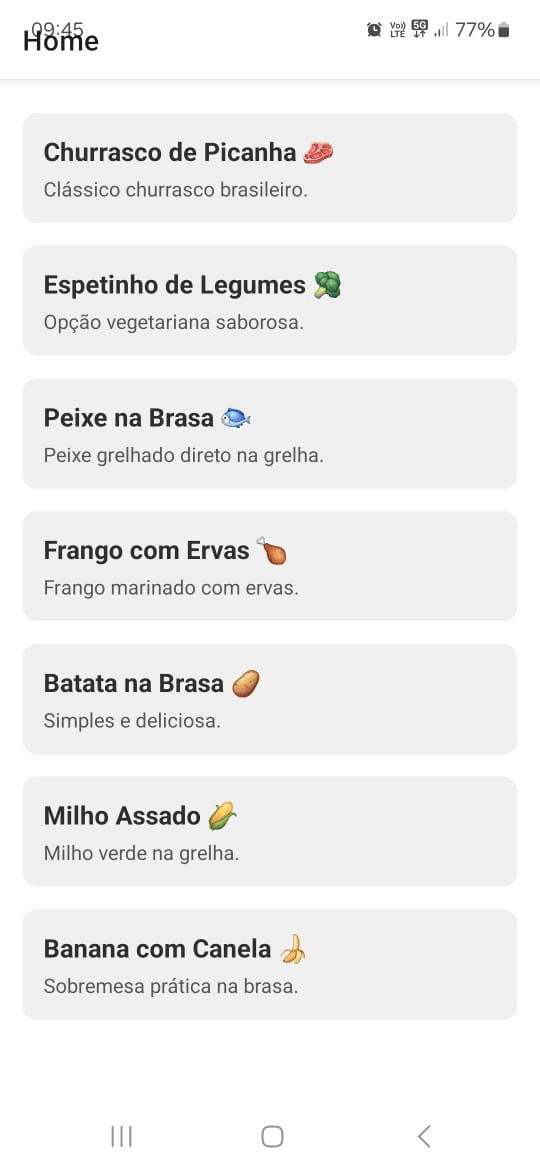 09:45
Vo)) LTE 5G 77%
Home
Churrasco de Picanha 🥩
Clássico churrasco brasileiro.
Espetinho de Legumes 🥦
Opção vegetariana saborosa.
Peixe na Brasa 🐟
Peixe grelhado direto na grelha.
Frango com Ervas 🍗
Frango marinado com ervas.
Batata na Brasa 🥔
Simples e deliciosa.
Milho Assado 🌽
Milho verde na grelha.
Banana com Canela 🍌
Sobremesa prática na brasa.